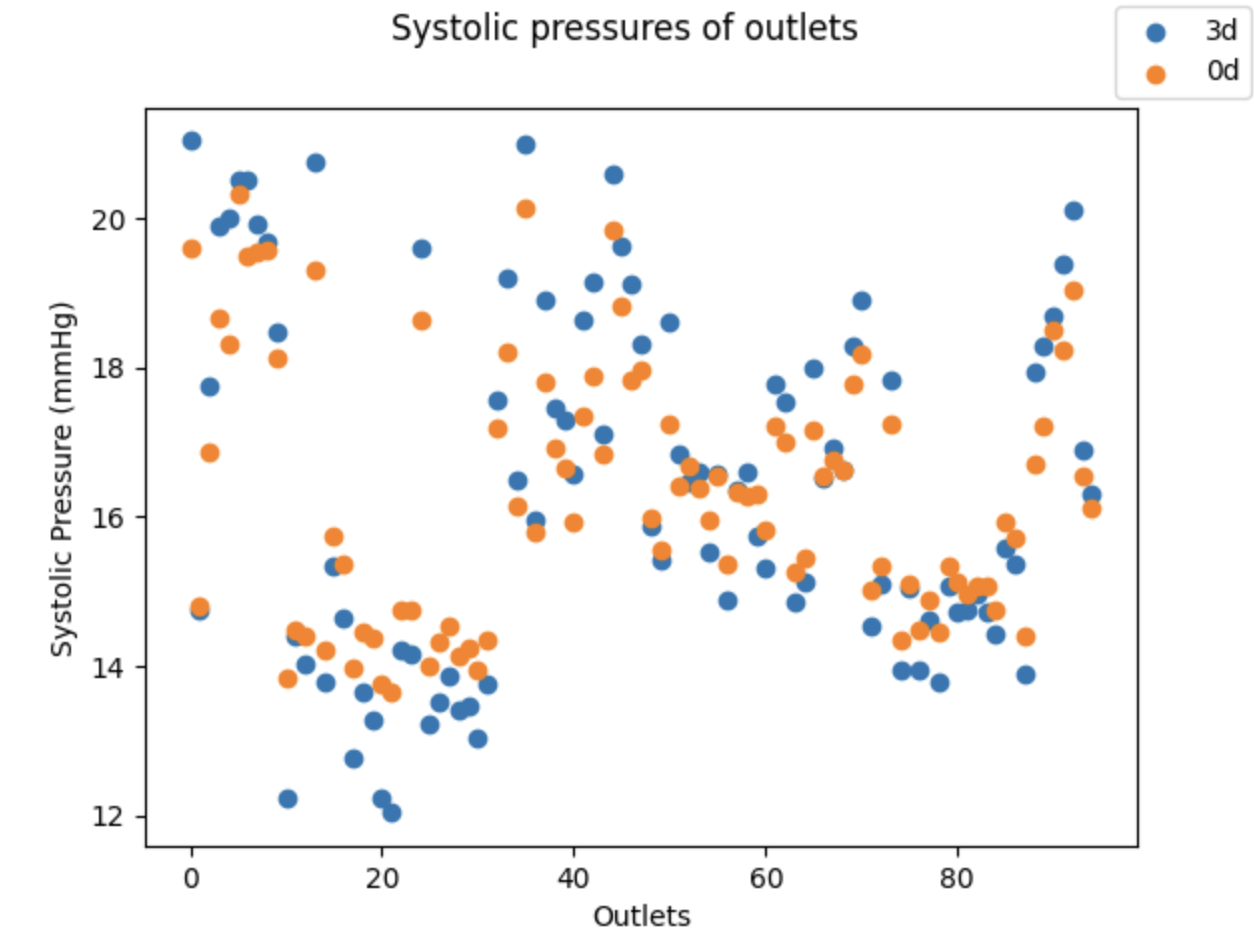 Systolic pressures of outlets
3d
0d
Systolic Pressure (mmHg)
20
18
16
14
12
0 20 40 60 80
Outlets